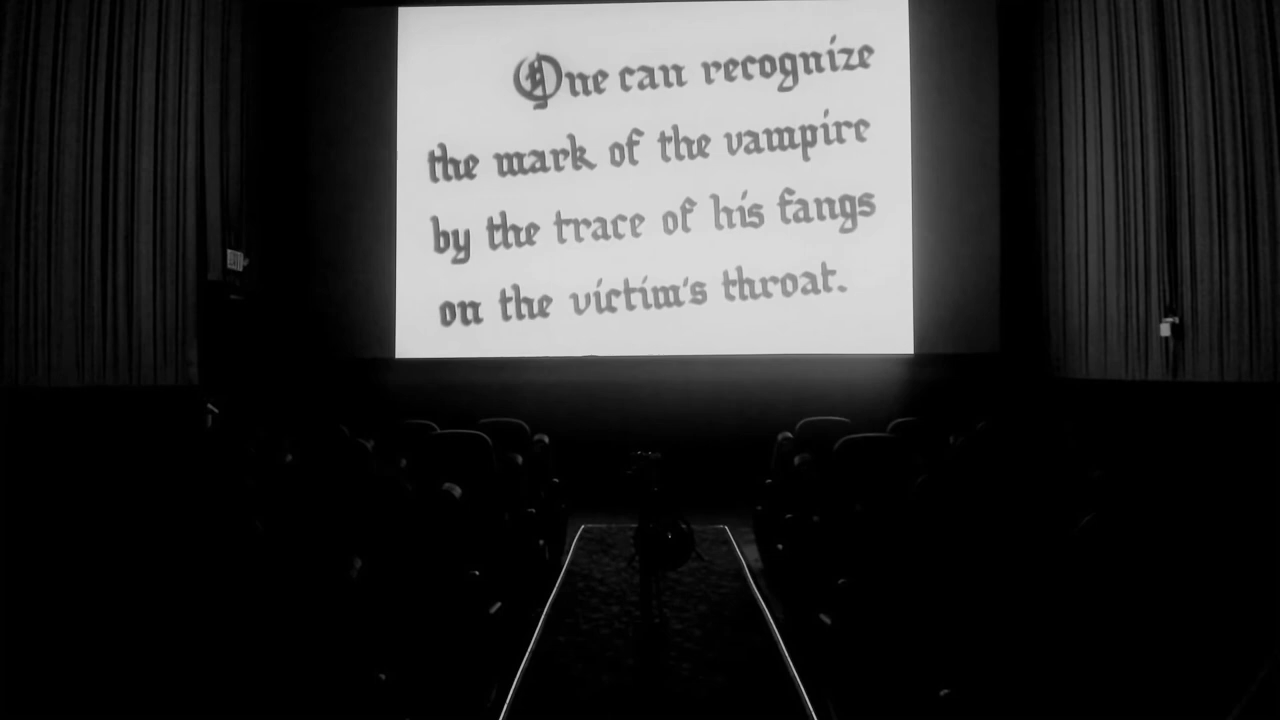 One can recognize
the mark of the vampire
by the trace of his fangs
on the victim's throat.